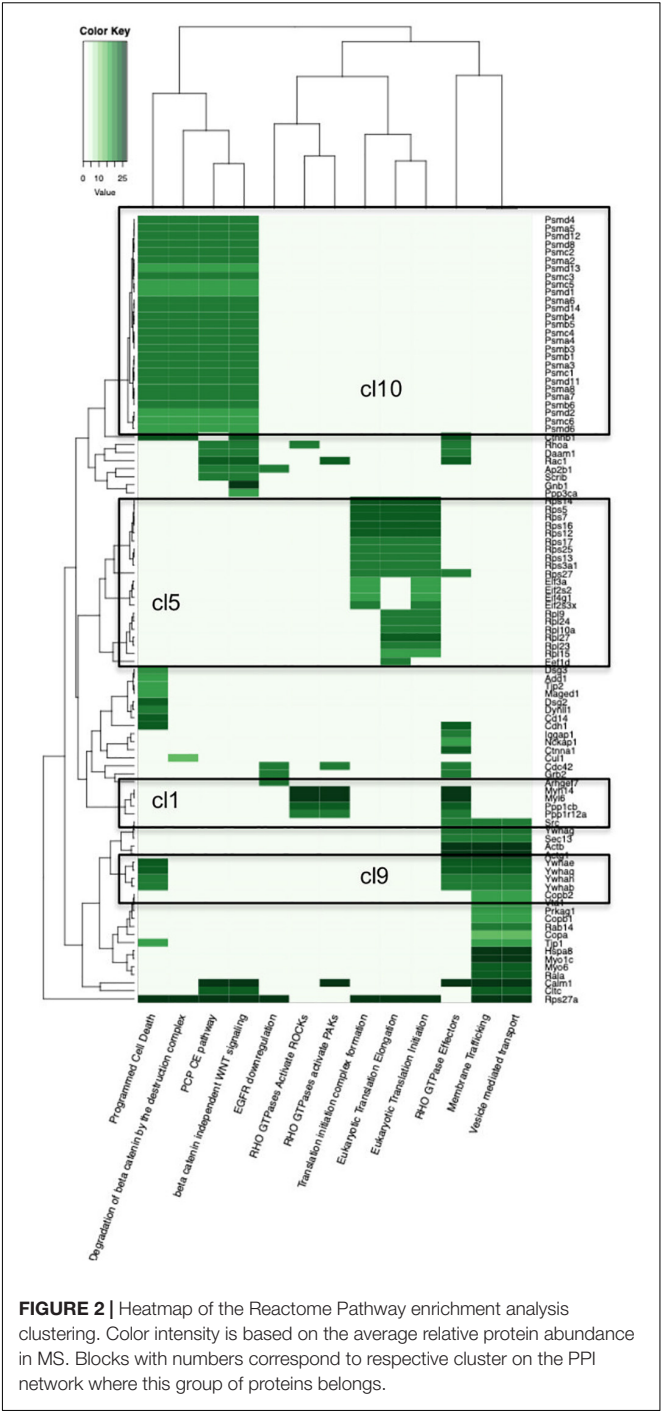 Color Key
0 10 25
Value
Psmd4
Psma5
Psmd12
Psmd8
Psmc2
Psma2
Psmd13
Psmc3
Psmc5
Psmd1
Psma6
Psmd14
Psmb4
Psmb5
Psmc4
Psma4
Psmb3
Psmb1
Psma3
Psmc1
Psmd11
Psma8
Psma7
Psmb6
Psmd2
Psmc6
Psmd6
cl10
Ctnnb1
Rhoa
Daam1
Rac1
Ap2b1
Scrib
Gnb1
Ppp3ca
Rps14
Rps5
Rps7
Rps16
Rps12
Rps17
Rps25
Rps13
Rps3a1
Rps27
Eif3a
Eif2s2
Eif4g1
Eif2s3x
Rpl9
Rpl24
Rpl10a
Rpl27
Rpl23
Rpl15
Eef1d
cl5
Dsg3
Add1
Tjp2
Maged1
Dsg2
Dynll1
Cd14
Cdh1
Iqgap1
Nckap1
Ctnna1
Cul1
Cdc42
Grb2
Arhgef7
Myh14
Myl6
Ppp1cb
Ppp1r12a
cl1
Src
Ywhag
Sec13
Actb
Actg1
Ywhae
Ywhaq
Ywhah
Ywhab
cl9
Copb2
Prkag1
Copb1
Rab14
Copa
Tjp1
Hspa8
Myo1c
Myo6
Rala
Calm1
Cltc
Rps27a
Programmed Cell Death
Degradation of beta catenin by the destruction complex
PCP CE pathway
beta catenin independent WNT signaling
EGFR downregulation
RHO GTPases Activate ROCKs
RHO GTPases activate PAKs
Translation initiation complex formation
Eukaryotic Translation Elongation
Eukaryotic Translation Initiation
RHO GTPase Effectors
Membrane Trafficking
Vesicle mediated transport
FIGURE 2 | Heatmap of the Reactome Pathway enrichment analysis
clustering. Color intensity is based on the average relative protein abundance
in MS. Blocks with numbers correspond to respective cluster on the PPI
network where this group of proteins belongs.